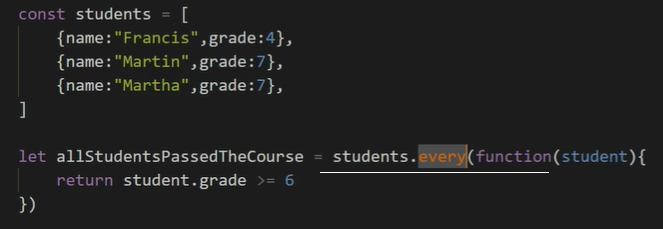 const students = [
{name:"Francis",grade:4},
{name:"Martin",grade:7},
{name:"Martha",grade:7},
]
let allStudentsPassedTheCourse = students.every(function(student){
return student.grade >= 6
})